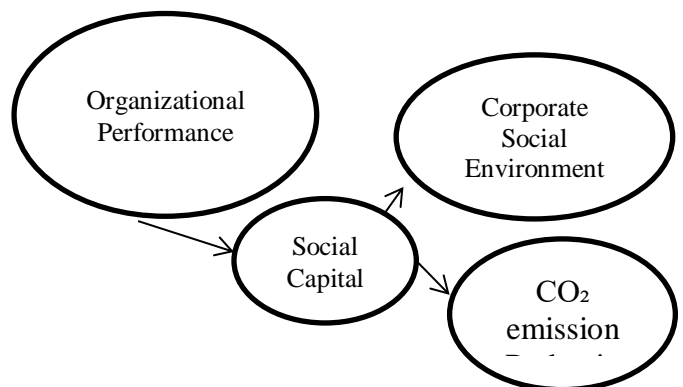 Organizational
Performance
Corporate
Social
Environment
Social
Capital
CO₂
emission